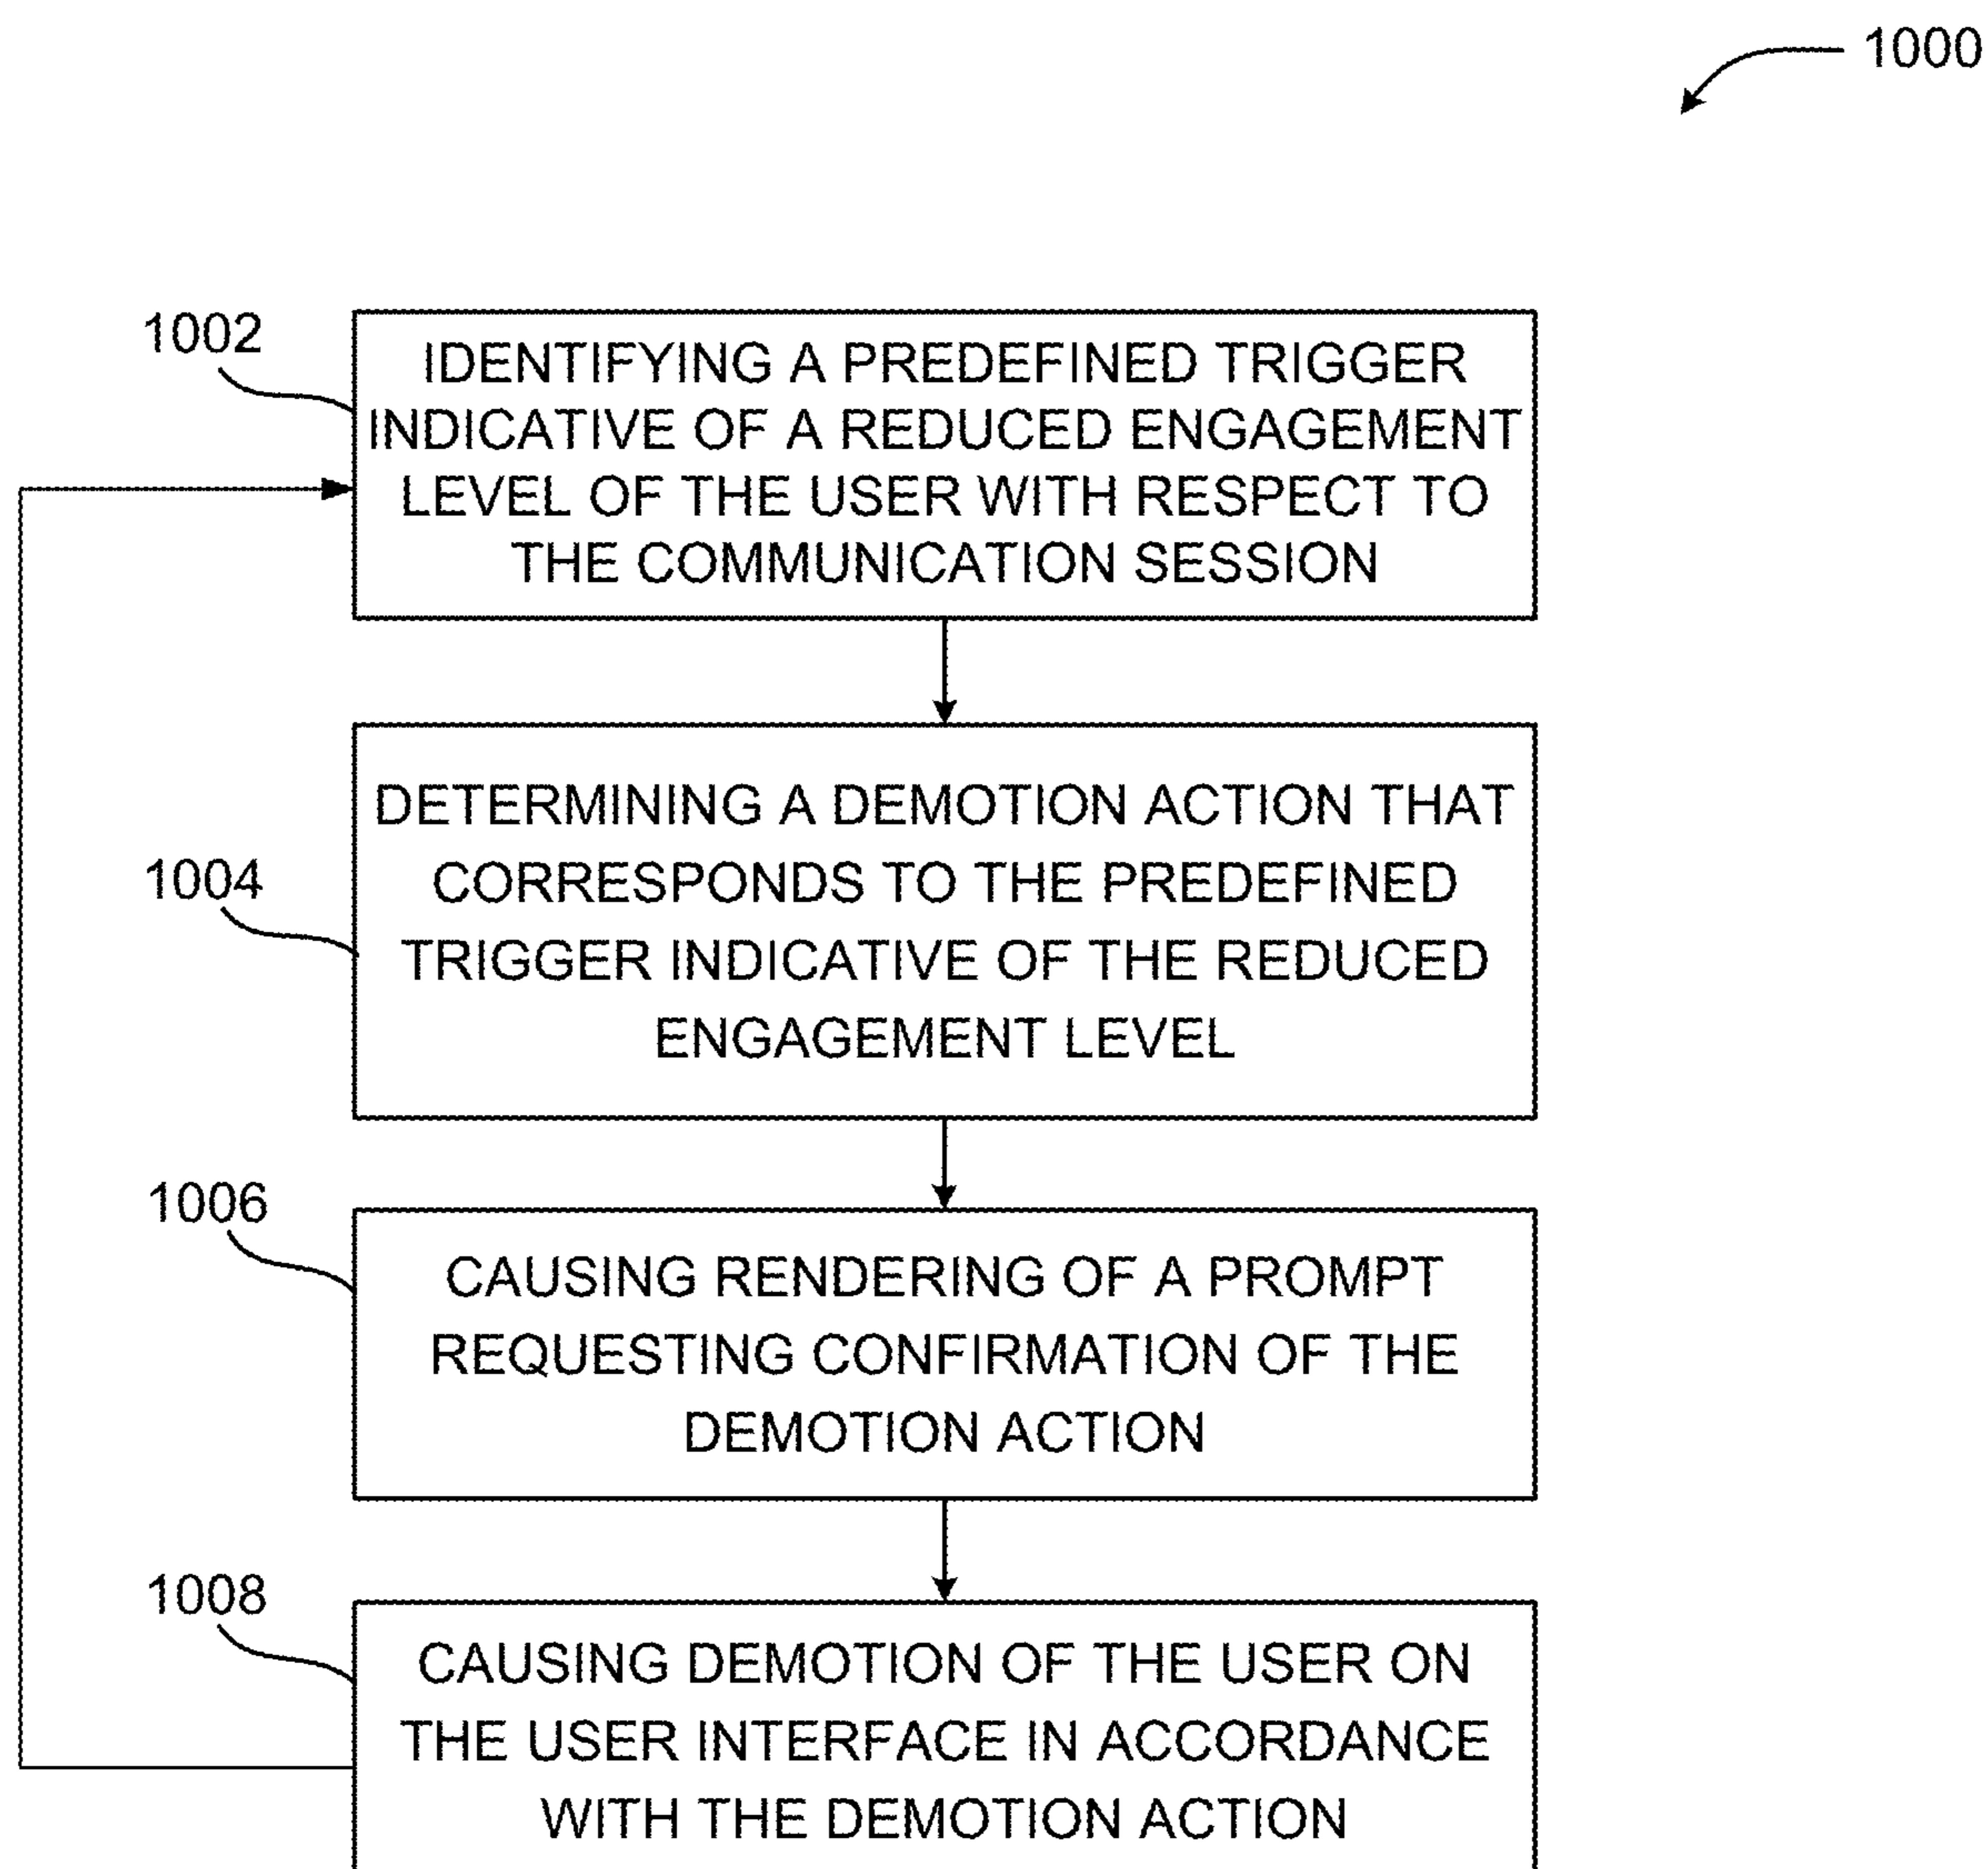 1000
1002
IDENTIFYING A PREDEFINED TRIGGER
INDICATIVE OF A REDUCED ENGAGEMENT
LEVEL OF THE USER WITH RESPECT TO
THE COMMUNICATION SESSION
1004
DETERMINING A DEMOTION ACTION THAT
CORRESPONDS TO THE PREDEFINED
TRIGGER INDICATIVE OF THE REDUCED
ENGAGEMENT LEVEL
1006
CAUSING RENDERING OF A PROMPT
REQUESTING CONFIRMATION OF THE
DEMOTION ACTION
1008
CAUSING DEMOTION OF THE USER ON
THE USER INTERFACE IN ACCORDANCE
WITH THE DEMOTION ACTION